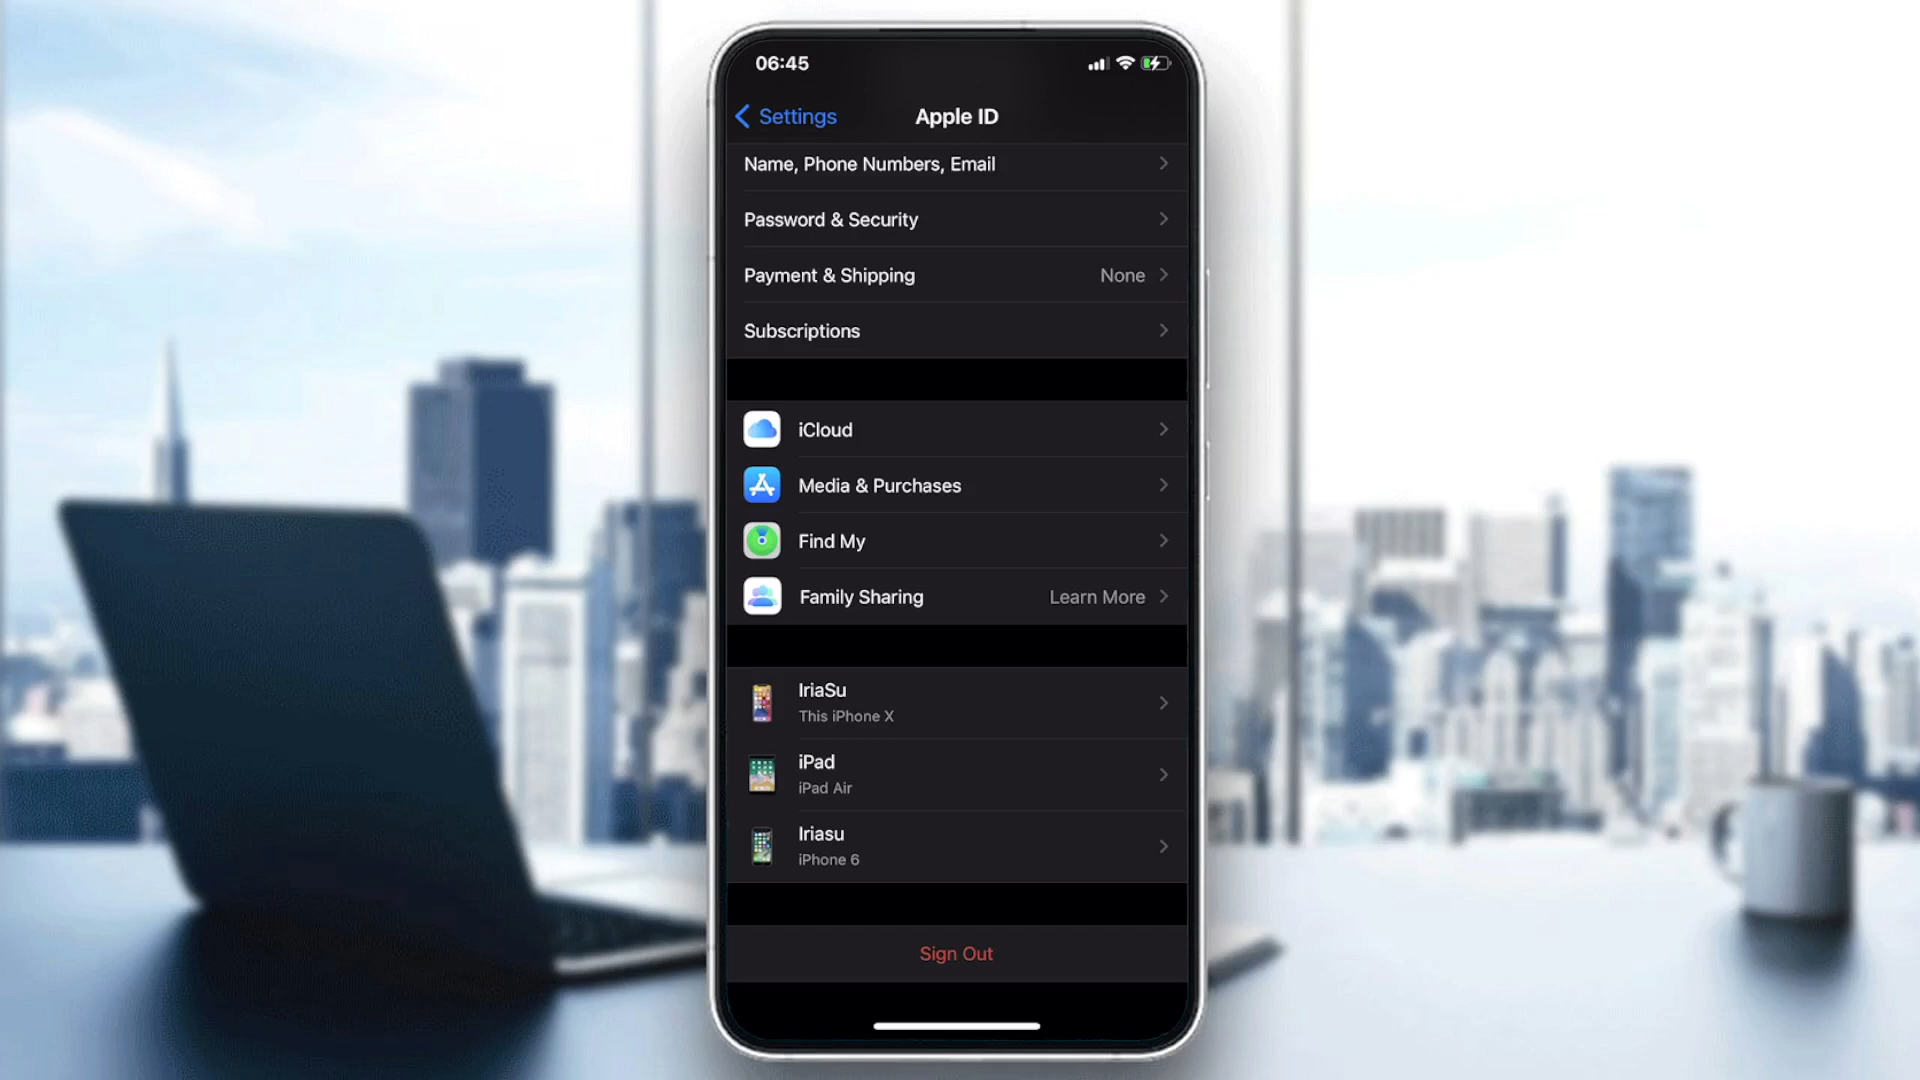 06:45
Settings
Apple ID
Name, Phone Numbers, Email
Password & Security
Payment & Shipping None
Subscriptions
iCloud
Media & Purchases
Find My
Family Sharing Learn More
IriaSu
This iPhone X
iPad
iPad Air
Iriasu
iPhone 6
Sign Out